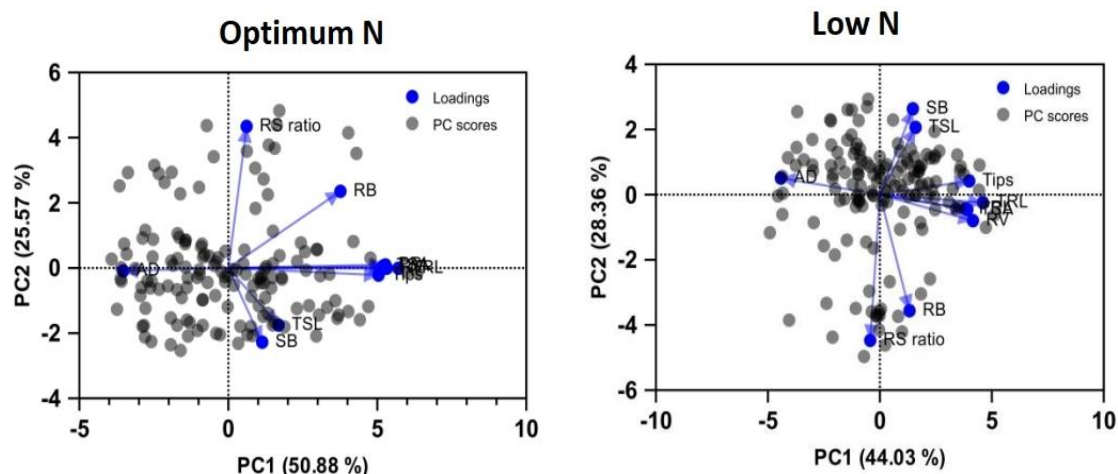 Optimum N
6
4
2
0
-2
-4
-5
0
5
10
PC2 (25.57 %)
PC1 (50.88 %)
Loadings
PC scores
RS ratio
RB
AD
Tips
TSL
SB
Low N
4
2
0
-2
-4
-6
-10
-5
0
5
10
PC2 (28.36 %)
PC1 (44.03 %)
Loadings
PC scores
SB
TSL
AD
Tips
TRL
RV
RB
RS ratio